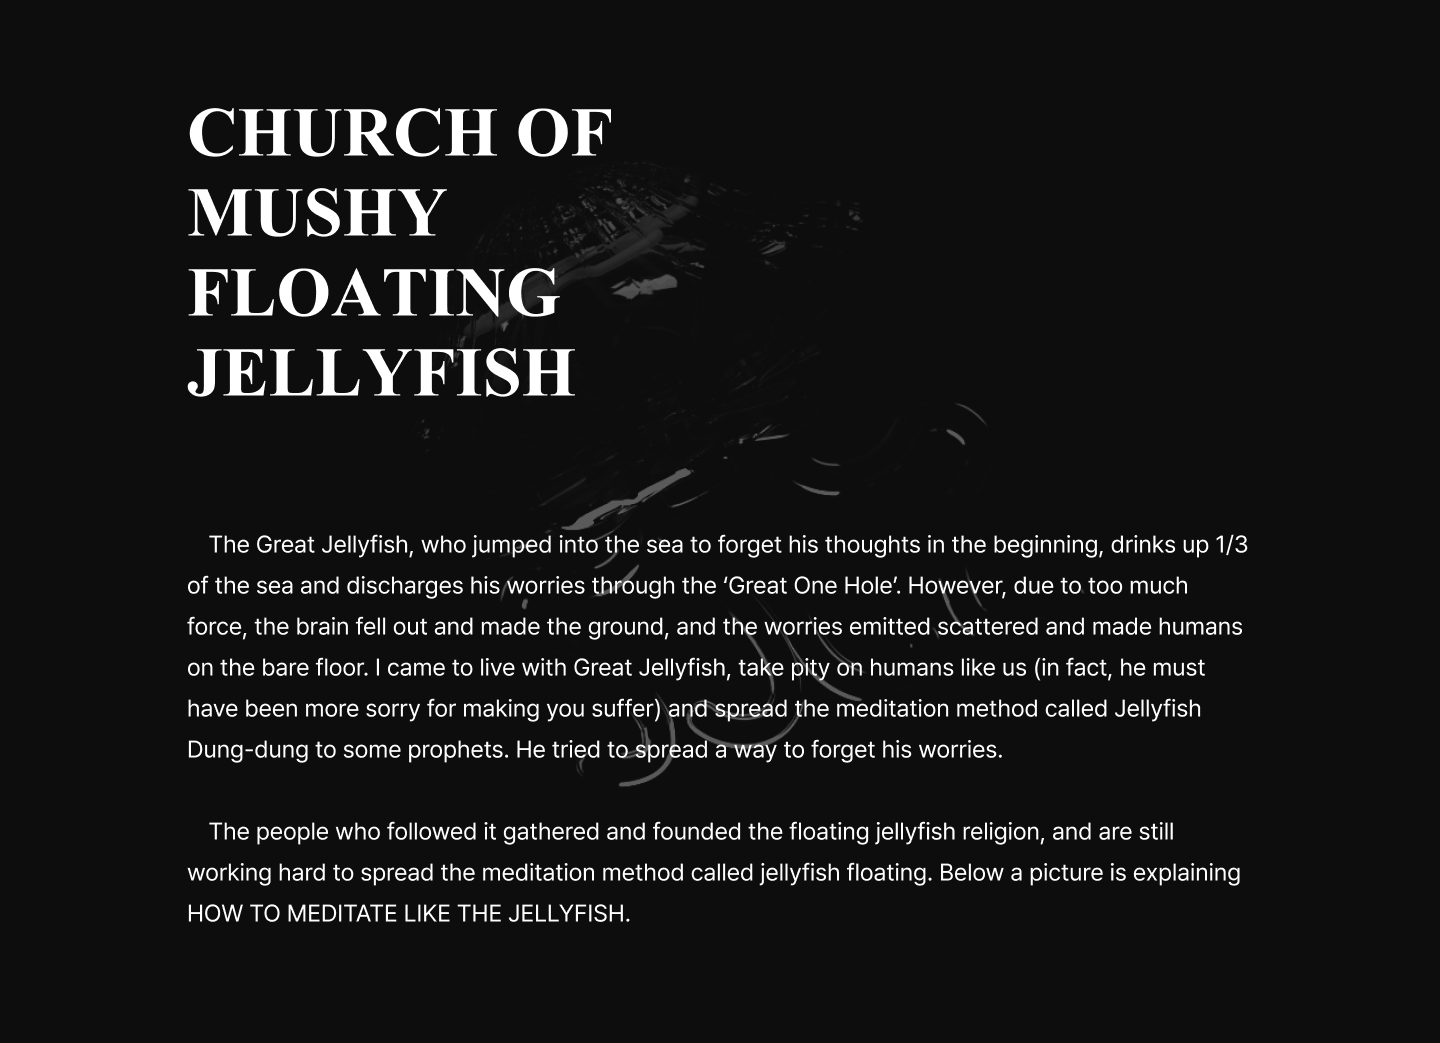 CHURCH OF
MUSHY
FLOATING
JELLYFISH
The Great Jellyfish, who jumped into the sea to forget his thoughts in the beginning, drinks up 1/3
of the sea and discharges his worries through the ‘Great One Hole’. However, due to too much
force, the brain fell out and made the ground, and the worries emitted scattered and made humans
on the bare floor. I came to live with Great Jellyfish, take pity on humans like us (in fact, he must
have been more sorry for making you suffer) and spread the meditation method called Jellyfish
Dung-dung to some prophets. He tried to spread a way to forget his worries.
The people who followed it gathered and founded the floating jellyfish religion, and are still
working hard to spread the meditation method called jellyfish floating. Below a picture is explaining
HOW TO MEDITATE LIKE THE JELLYFISH.